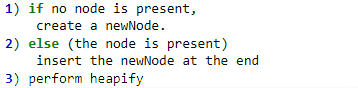 1) if no node is present,
create a newNode.
2) else (the node is present)
insert the newNode at the end
3) perform heapify